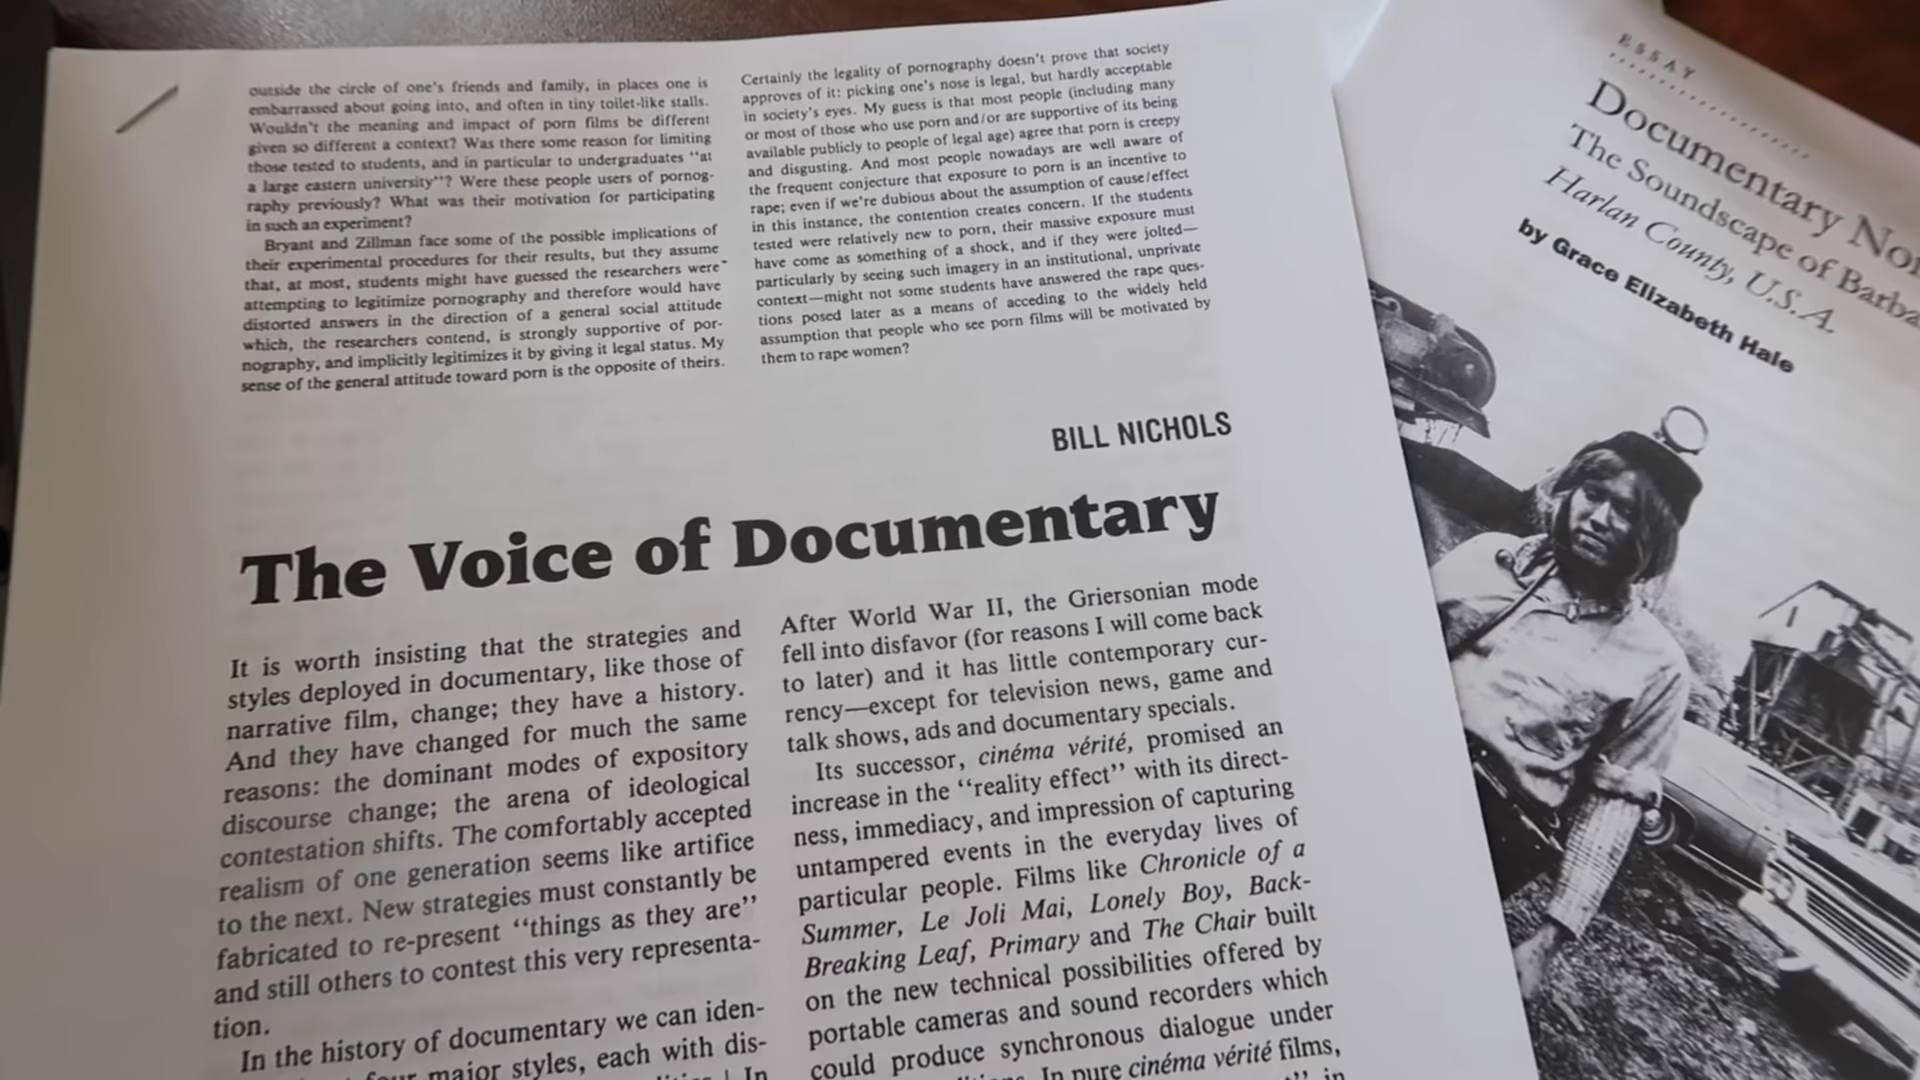 outside the circle of one's friends and family, in places one is
embarrassed about going into, and often in tiny toilet-like stalls.
Wouldn't the meaning and impact of porn films be different
given so different a context? Was there some reason for limiting
those tested to students, and in particular to undergraduates "at
a large eastern university"? Were these people users of pornog-
raphy previously? What was their motivation for participating
in such an experiment?
Bryant and Zillman face some of the possible implications of
their experimental procedures for their results, but they assume
that, at most, students might have guessed the researchers were
attempting to legitimize pornography and therefore would have
distorted answers in the direction of a general social attitude
which, the researchers contend, is strongly supportive of por-
nography, and implicitly legitimizes it by giving it legal status. My
sense of the general attitude toward porn is the opposite of theirs.
Certainly the legality of pornography doesn't prove that society
approves of it: picking one's nose is legal, but hardly acceptable
in society's eyes. My guess is that most people (including many
or most of those who use porn and/or are supportive of its being
available publicly to people of legal age) agree that porn is creepy
and disgusting. And most people nowadays are well aware of
the frequent conjecture that exposure to porn is an incentive to
rape; even if we're dubious about the assumption of cause/effect
in this instance, the contention creates concern. If the students
tested were relatively new to porn, their massive exposure must
have come as something of a shock, and if they were jolted—
particularly by seeing such imagery in an institutional, unprivate
context—might not some students have answered the rape ques-
tions posed later as a means of acceding to the widely held
assumption that people who see porn films will be motivated by
them to rape women?
BILL NICHOLS
The Voice of Documentary
It is worth insisting that the strategies and
styles deployed in documentary, like those of
narrative film, change; they have a history.
And they have changed for much the same
reasons: the dominant modes of expository
discourse change; the arena of ideological
contestation shifts. The comfortably accepted
realism of one generation seems like artifice
to the next. New strategies must constantly be
fabricated to re-present "things as they are"
and still others to contest this very representa-
tion.
In the history of documentary we can iden-
four major styles, each with dis-
In
After World War II, the Griersonian mode
fell into disfavor (for reasons I will come back
to later) and it has little contemporary cur-
rency—except for television news, game and
talk shows, ads and documentary specials.
Its successor, cinéma vérité, promised an
increase in the "reality effect" with its direct-
ness, immediacy, and impression of capturing
untampered events in the everyday lives of
particular people. Films like Chronicle of a
Summer, Le Joli Mai, Lonely Boy, Back-
Breaking Leaf, Primary and The Chair built
on the new technical possibilities offered by
portable cameras and sound recorders which
could produce synchronous dialogue under
In pure cinéma vérité films,
in
ESSAY
Documentary
The Soundscape of
Harlan County, U.S.A.
by Grace Elizabeth Hale